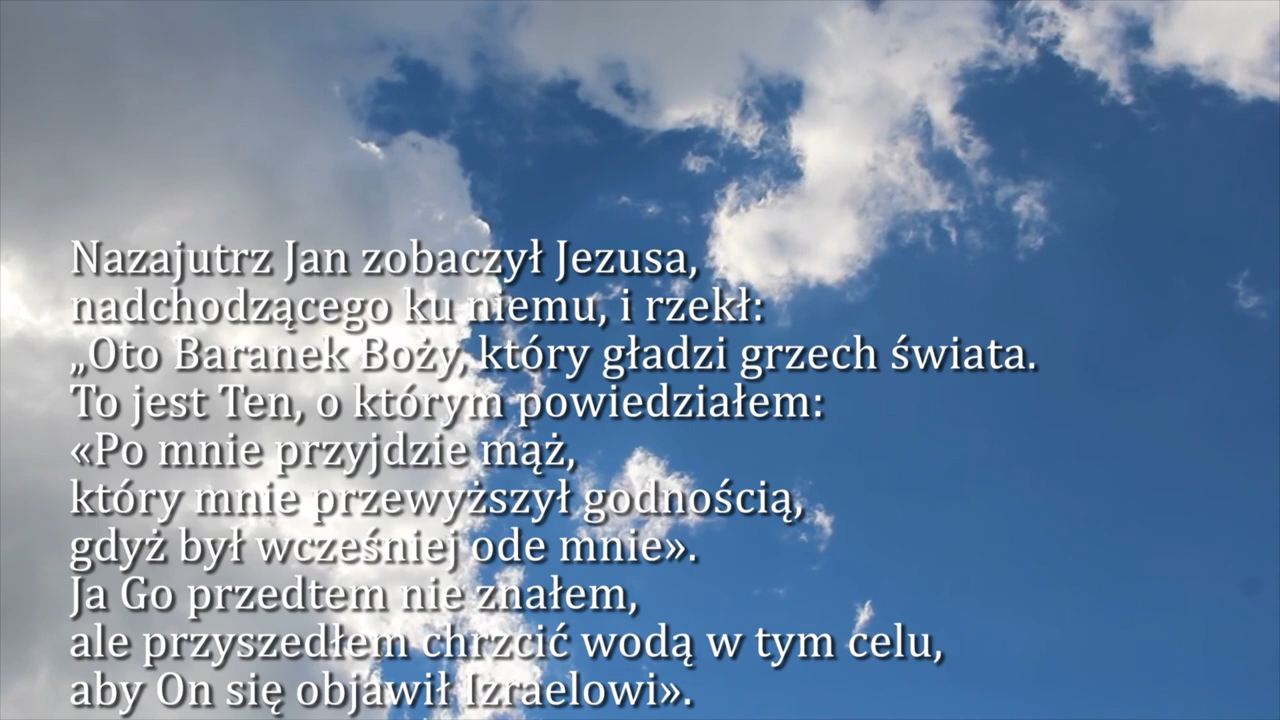 Nazajutrz Jan zobaczył Jezusa,
nadchodzącego ku niemu, i rzekł:
„Oto Baranek Boży, który gładzi grzech świata.
To jest Ten, o którym powiedziałem:
«Po mnie przyjdzie mąż,
który mnie przewyższył godnością,
gdyż był wcześniej ode mnie».
Ja Go przedtem nie znałem,
ale przyszedłem chrzcić wodą w tym celu,
aby On się objawił Izraelowi».